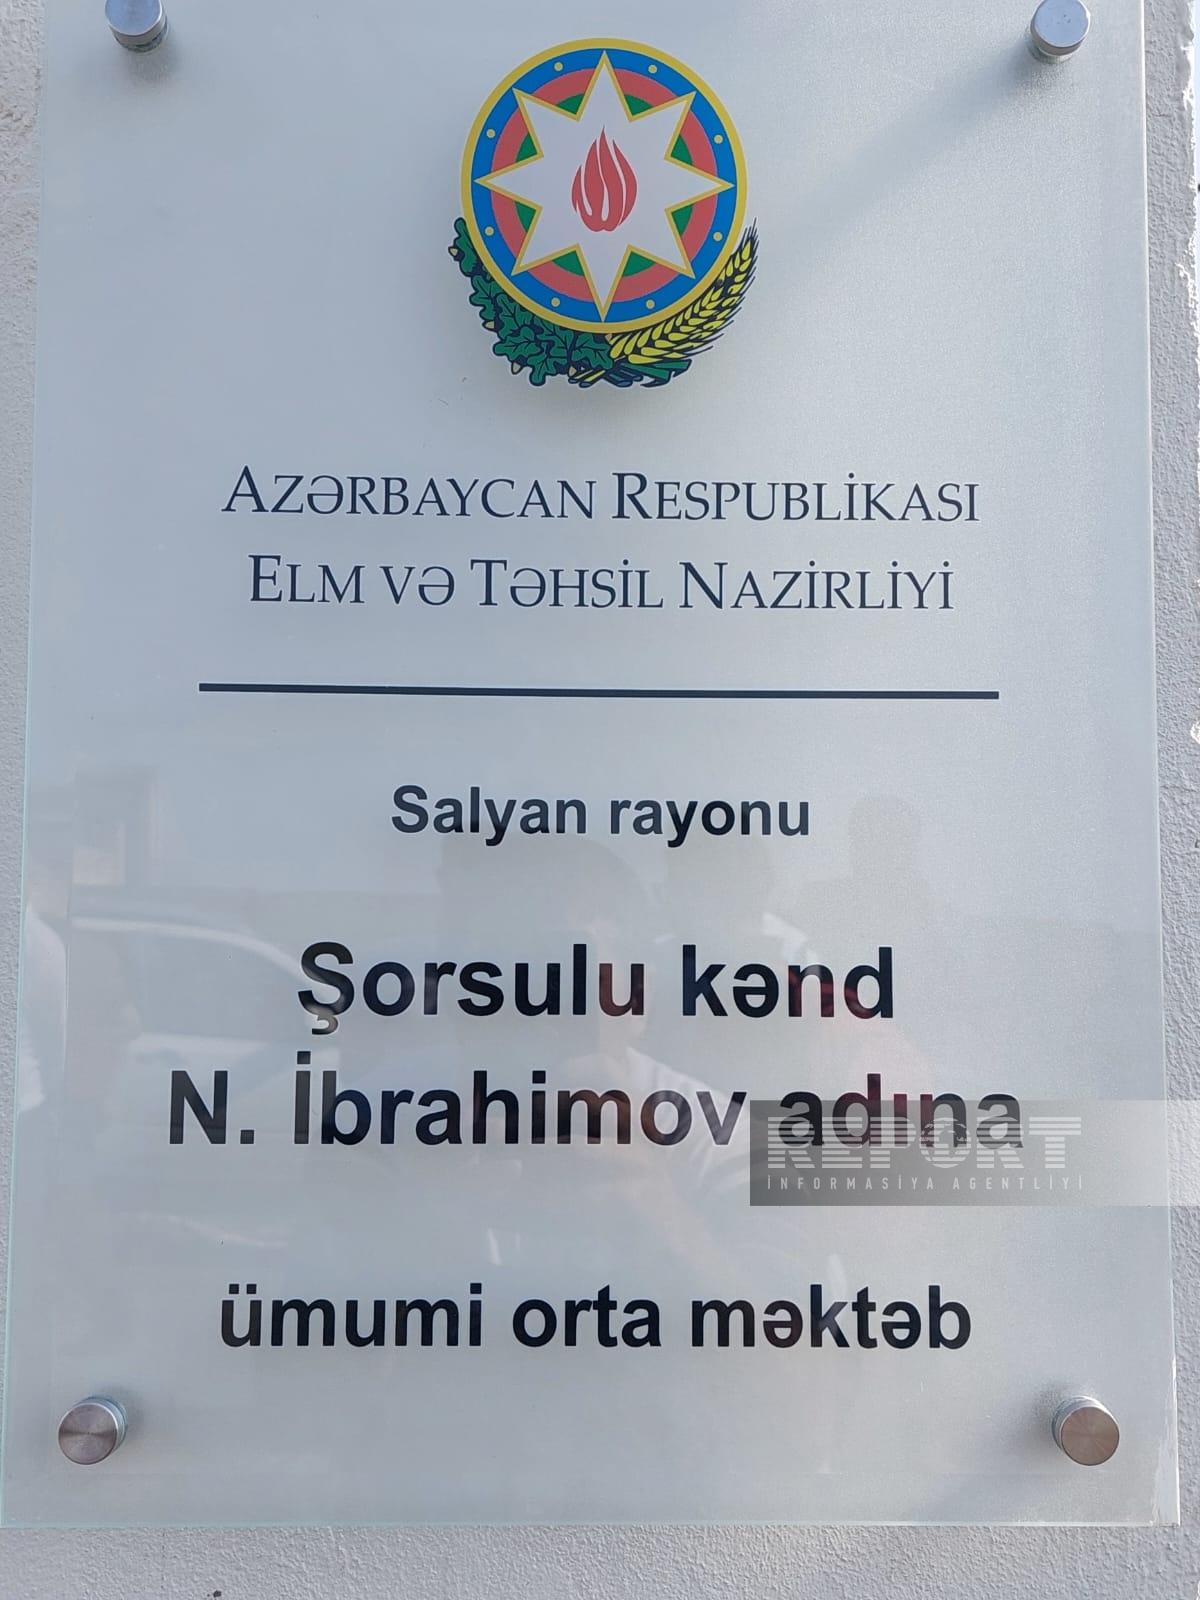 AZƏRBAYCAN RESPUBLİKASI
ELM VƏ TƏHSİL NAZİRLİYİ
Salyan rayonu
Şorsulu kənd
N. İbrahimov adına
REPORT
İNFORMASİYA AGENTLİYİ
ümumi orta məktəb